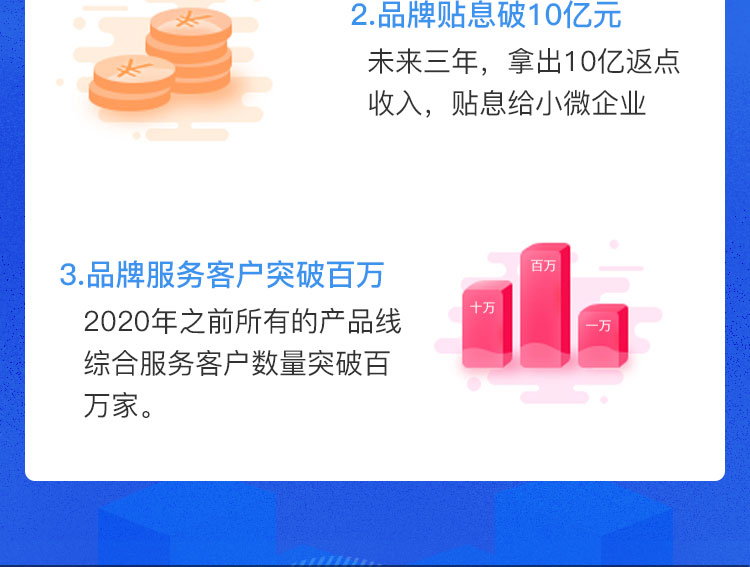 2.品牌贴息破10亿元
未来三年，拿出10亿返点
收入，贴息给小微企业
3.品牌服务客户突破百万
2020年之前所有的产品线
综合服务客户数量突破百
万家。
十万
百万
一万